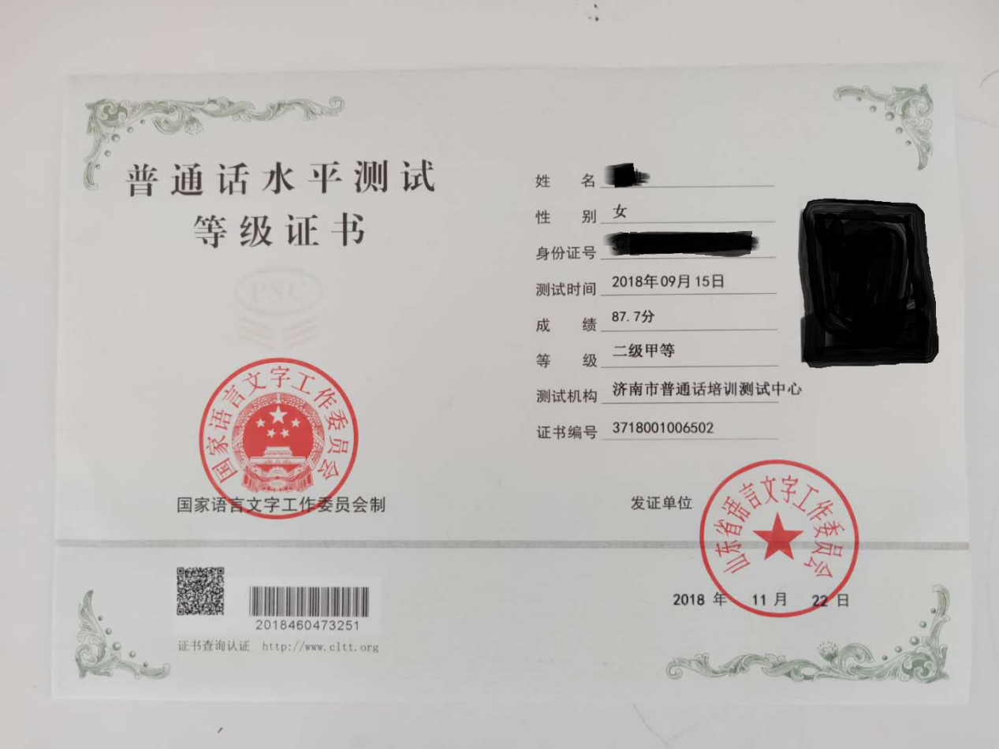 普通话水平测试
等级证书
PSC
国家语言文字工作委员会
国家语言文字工作委员会制
姓名
性别 女
身份证号
测试时间 2018年09月15日
成绩 87.7分
等级 二级甲等
测试机构 济南市普通话培训测试中心
证书编号 3718001006502
发证单位
山东省语言文字工作委员会
2018 年 11 月 22 日
2018460473251
证书查询认证 http://www.cltt.org